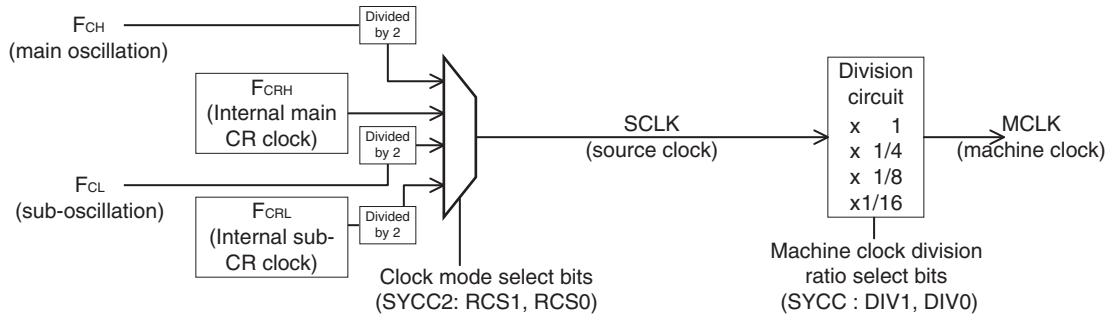 FCH
(main oscillation)
Divided
by 2
FCRH
(Internal main
CR clock)
Divided
by 2
FCL
(sub-oscillation)
FCRL
(Internal sub-
CR clock)
Divided
by 2
Clock mode select bits
(SYCC2: RCS1, RCS0)
SCLK
(source clock)
Division
circuit
x 1
x 1/4
x 1/8
x1/16
MCLK
(machine clock)
Machine clock division
ratio select bits
(SYCC : DIV1, DIV0)